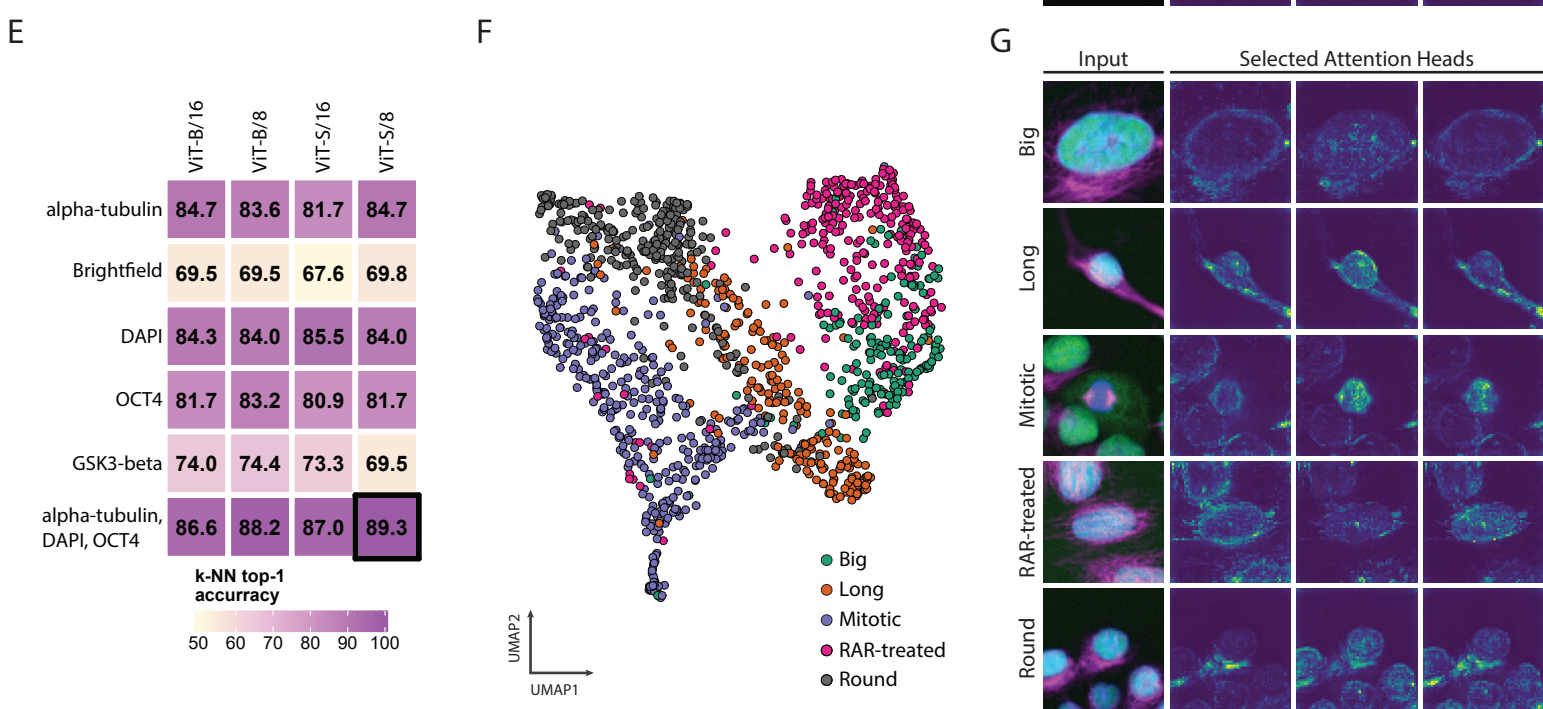 E
ViT-B/16
ViT-B/8
ViT-S/16
ViT-S/8
alpha-tubulin 84.7 83.6 81.7 84.7
Brightfield 69.5 69.5 67.6 69.8
DAPI 84.3 84.0 85.5 84.0
OCT4 81.7 83.2 80.9 81.7
GSK3-beta 74.0 74.4 73.3 69.5
alpha-tubulin,
DAPI, OCT4 86.6 88.2 87.0 89.3
k-NN top-1
accurracy
50 60 70 80 90 100
F
Big
Long
Mitotic
RAR-treated
Round
UMAP2
UMAP1
G
Input Selected Attention Heads
Big
Long
Mitotic
RAR-treated
Round